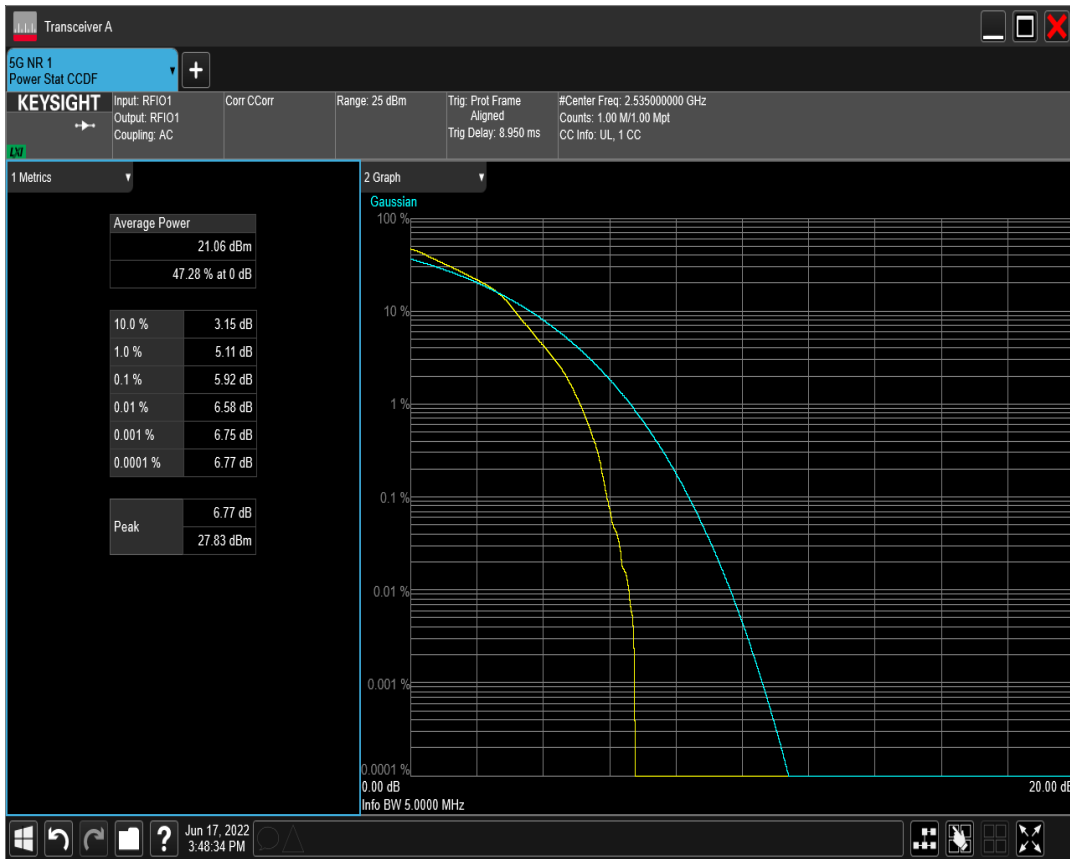 Transceiver A
5G NR 1
Power Stat CCDF
KEYSIGHT
LXI
Input: RFIO1
Output: RFIO1
Coupling: AC
Corr CCorr
Range: 25 dBm
Trig: Prot Frame
Aligned
Trig Delay: 8.950 ms
#Center Freq: 2.535000000 GHz
Counts: 1.00 M/1.00 Mpt
CC Info: UL, 1 CC
1 Metrics
Average Power
21.06 dBm
47.28 % at 0 dB
10.0 % 3.15 dB
1.0 % 5.11 dB
0.1 % 5.92 dB
0.01 % 6.58 dB
0.001 % 6.75 dB
0.0001 % 6.77 dB
Peak
6.77 dB
27.83 dBm
2 Graph
Gaussian
100 %
10 %
1 %
0.1 %
0.01 %
0.001 %
0.0001 %
0.00 dB 20.00 dB
Info BW 5.0000 MHz
?
Jun 17, 2022
3:48:34 PM